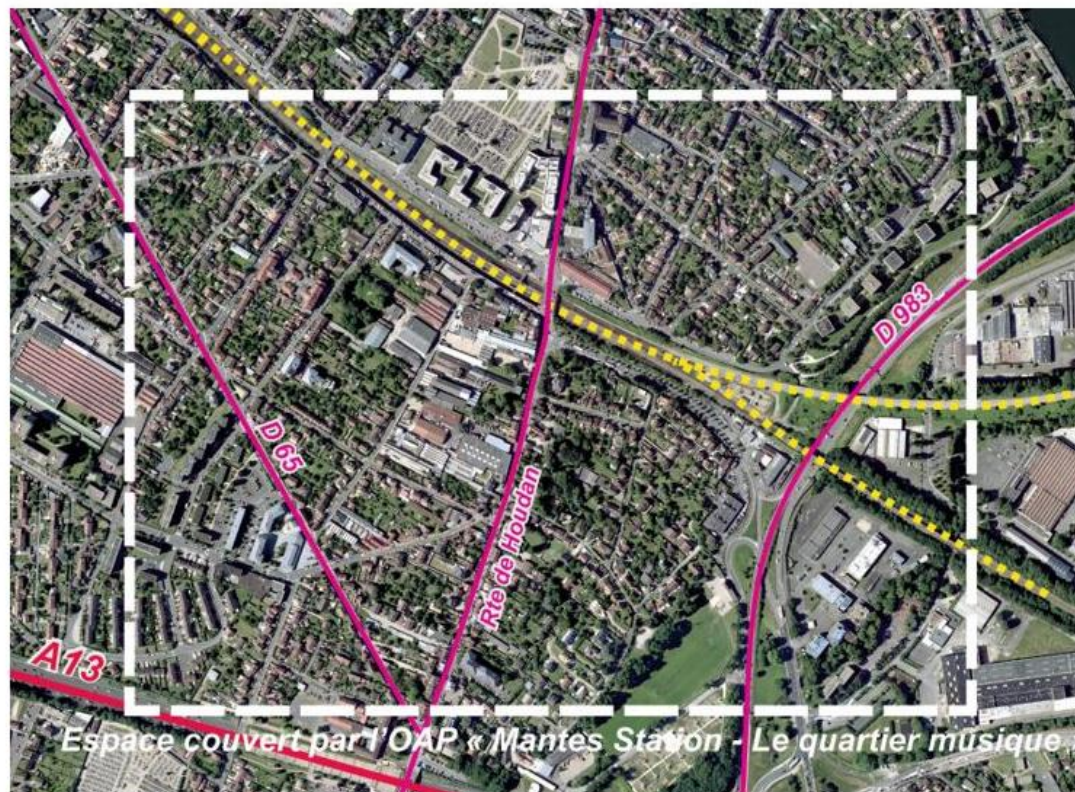 D 983
D 65
Rte de Houdan
A13
Espace couvert par l'OAP « Mantes Station - Le quartier musique